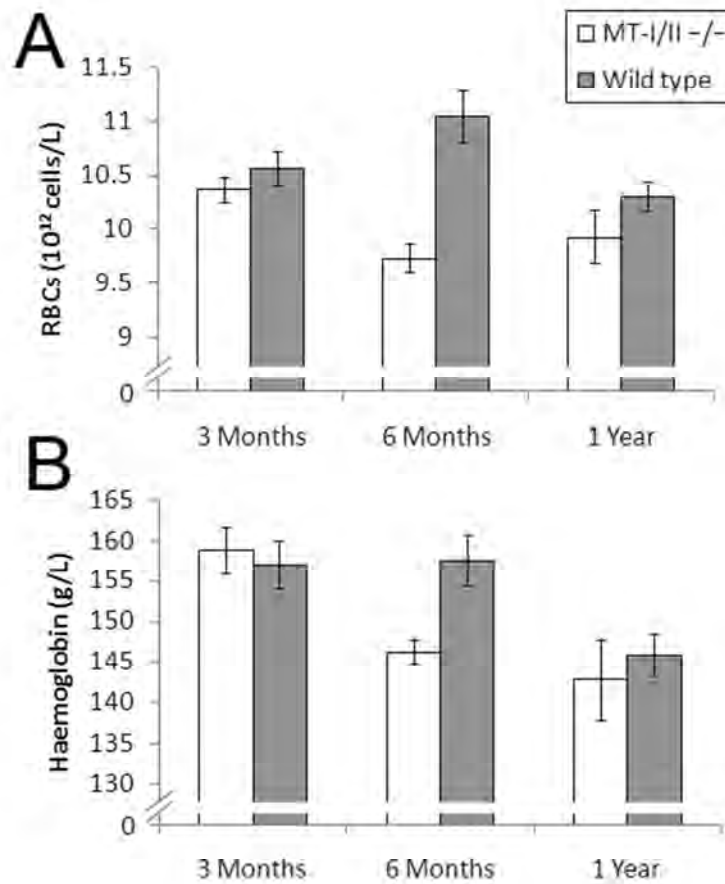 A
MT-I/II −/−
Wild type
RBCs (10¹² cells/L)
11.5
11
10.5
10
9.5
9
0
3 Months 6 Months 1 Year
B
Haemoglobin (g/L)
165
160
155
150
145
140
135
130
0
3 Months 6 Months 1 Year